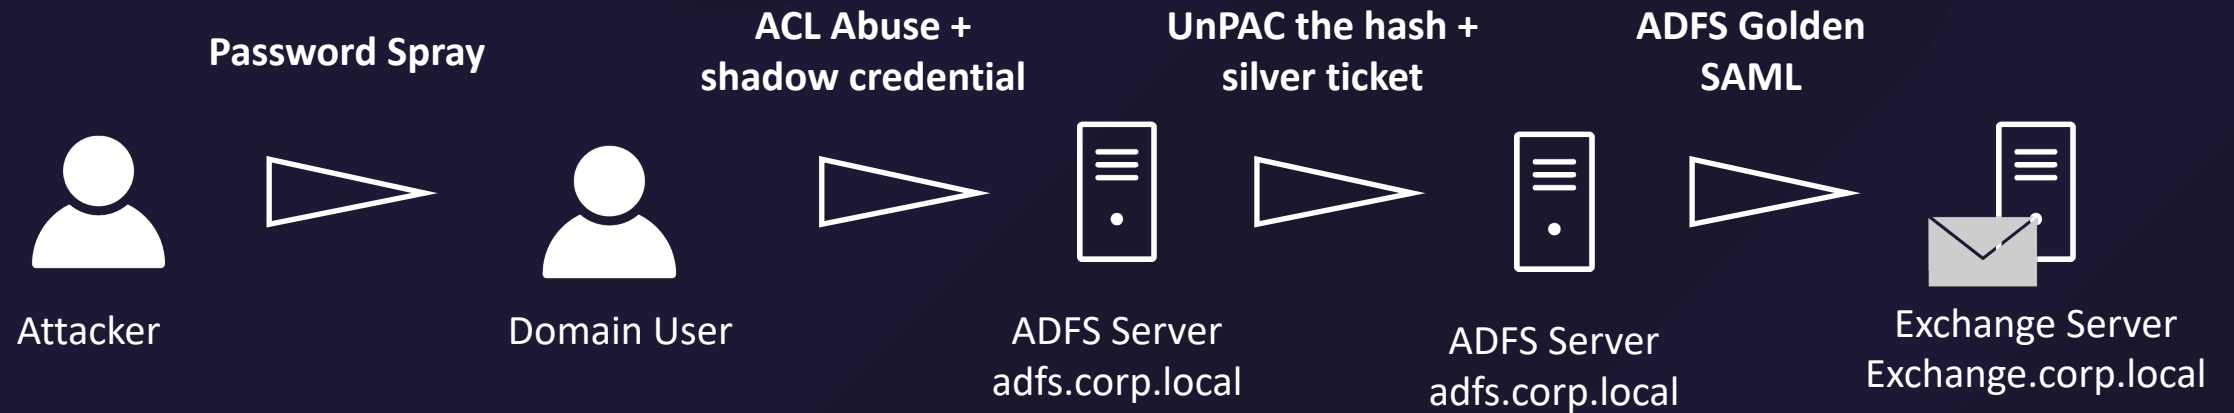 Password Spray
ACL Abuse +
shadow credential
UnPAC the hash +
silver ticket
ADFS Golden
SAML
Attacker
Domain User
ADFS Server
adfs.corp.local
ADFS Server
adfs.corp.local
Exchange Server
Exchange.corp.local